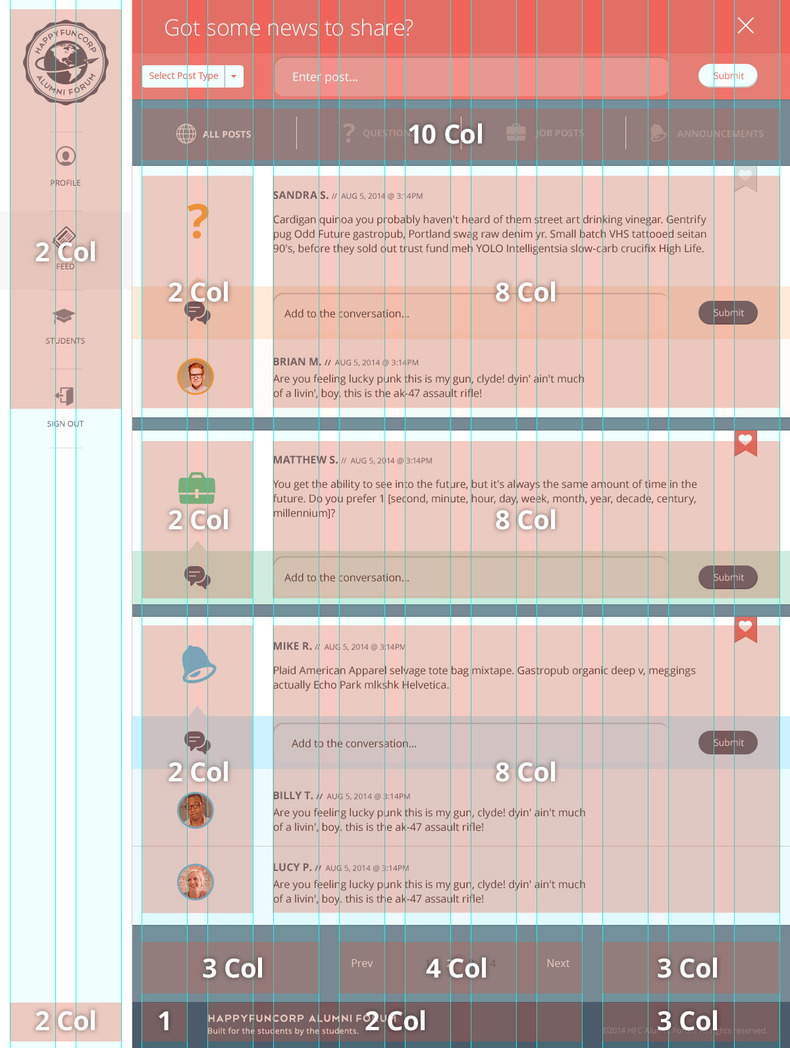 HAPPYFUNCORP
ALUMNI FORUM
Got some news to share?
Select Post Type
Enter post...
Submit
ALL POSTS
QUESTION
JOB POSTS
ANNOUNCEMENTS
10 Col
PROFILE
FEED
2 Col
STUDENTS
SIGN OUT
SANDRA S. // AUG 5, 2014 @ 3:14PM
Cardigan quinoa you probably haven't heard of them street art drinking vinegar. Gentrify
pug Odd Future gastropub, Portland swag raw denim yr. Small batch VHS tattooed seitan
90's, before they sold out trust fund meh YOLO Intelligentsia slow-carb crucifix High Life.
2 Col
8 Col
Add to the conversation...
Submit
BRIAN M. // AUG 5, 2014 @ 3:14PM
Are you feeling lucky punk this is my gun, clyde! dyin' ain't much
of a livin', boy. this is the ak-47 assault rifle!
MATTHEW S. // AUG 5, 2014 @ 3:14PM
You get the ability to see into the future, but it's always the same amount of time in the
future. Do you prefer 1 [second, minute, hour, day, week, month, year, decade, century,
millennium]?
2 Col
8 Col
Add to the conversation...
Submit
MIKE R. // AUG 5, 2014 @ 3:14PM
Plaid American Apparel selvage tote bag mixtape. Gastropub organic deep v, meggings
actually Echo Park mlkshk Helvetica.
Add to the conversation...
Submit
2 Col
8 Col
BILLY T. // AUG 5, 2014 @ 3:14PM
Are you feeling lucky punk this is my gun, clyde! dyin' ain't much
of a livin', boy. this is the ak-47 assault rifle!
LUCY P. // AUG 5, 2014 @ 3:14PM
Are you feeling lucky punk this is my gun, clyde! dyin' ain't much
of a livin', boy. this is the ak-47 assault rifle!
3 Col
Prev
4 Col
Next
3 Col
2 Col
1
HAPPYFUNCORP ALUMNI FORUM
Built for the students by the students.
2 Col
3 Col
©2014 HFC Alumni rights reserved.